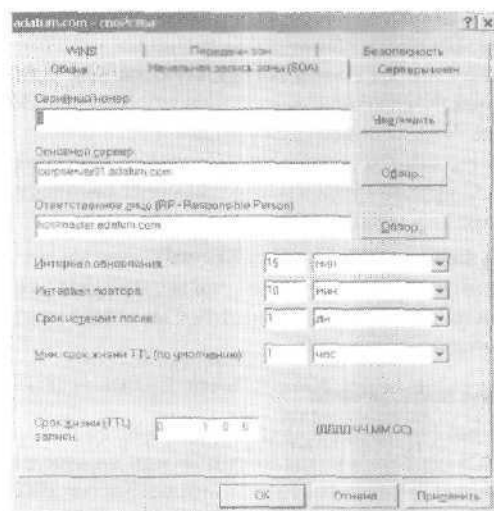 adatum.com - свойства
WINS Передачи зон Безопасность
Общие Начальная запись зоны (SOA) Серверы имен
Серийный номер:
Увеличить
Основной сервер:
corpserver01.adatum.com Обзор...
Ответственное лицо (RP - Responsible Person):
hostmaster.adatum.com Обзор...
Интервал обновления: 15 мин
Интервал повтора: 10 мин
Срок истекает после: 1 дн
Мин. срок жизни TTL (по умолчанию): 1 час
Срок жизни (TTL) записи: 0 :1 :0 :0 (ДДДД:ЧЧ.ММ.СС)
OK Отмена Применить